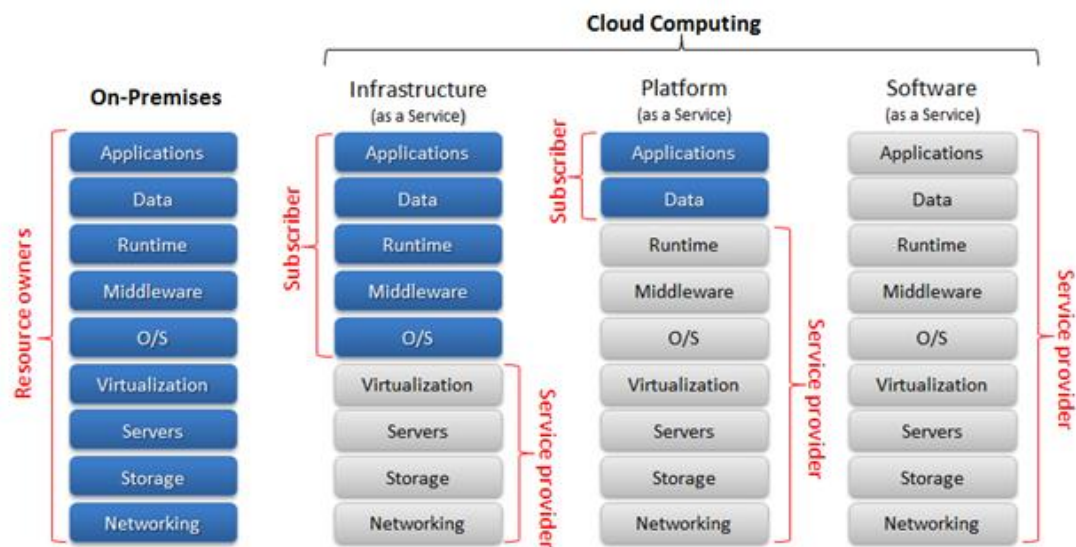 Cloud Computing
On-Premises
Resource owners
Applications
Data
Runtime
Middleware
O/S
Virtualization
Servers
Storage
Networking
Infrastructure
(as a Service)
Subscriber
Applications
Data
Runtime
Middleware
O/S
Virtualization
Servers
Storage
Networking
Service provider
Platform
(as a Service)
Subscriber
Applications
Data
Runtime
Middleware
O/S
Virtualization
Servers
Storage
Networking
Service provider
Software
(as a Service)
Applications
Data
Runtime
Middleware
O/S
Virtualization
Servers
Storage
Networking
Service provider